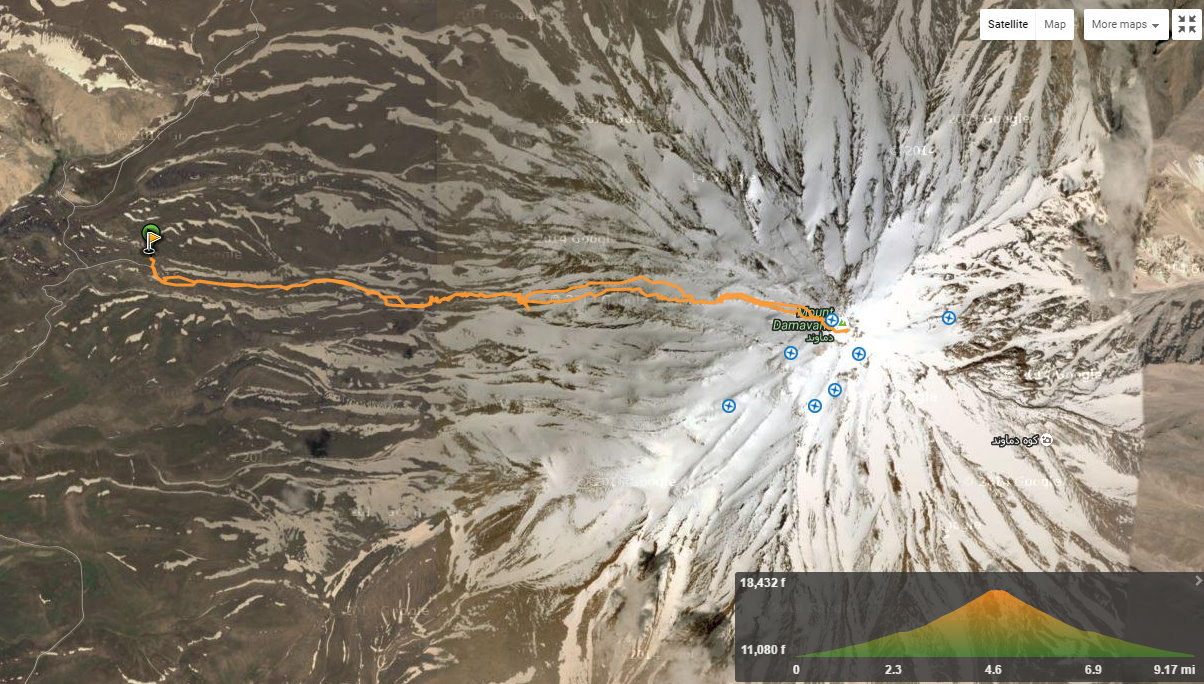 Satellite
Map
More maps
Mount
Damavand
دماوند
کوه دماوند
18,432 f
11,080 f
0
2.3
4.6
6.9
9.17 mi